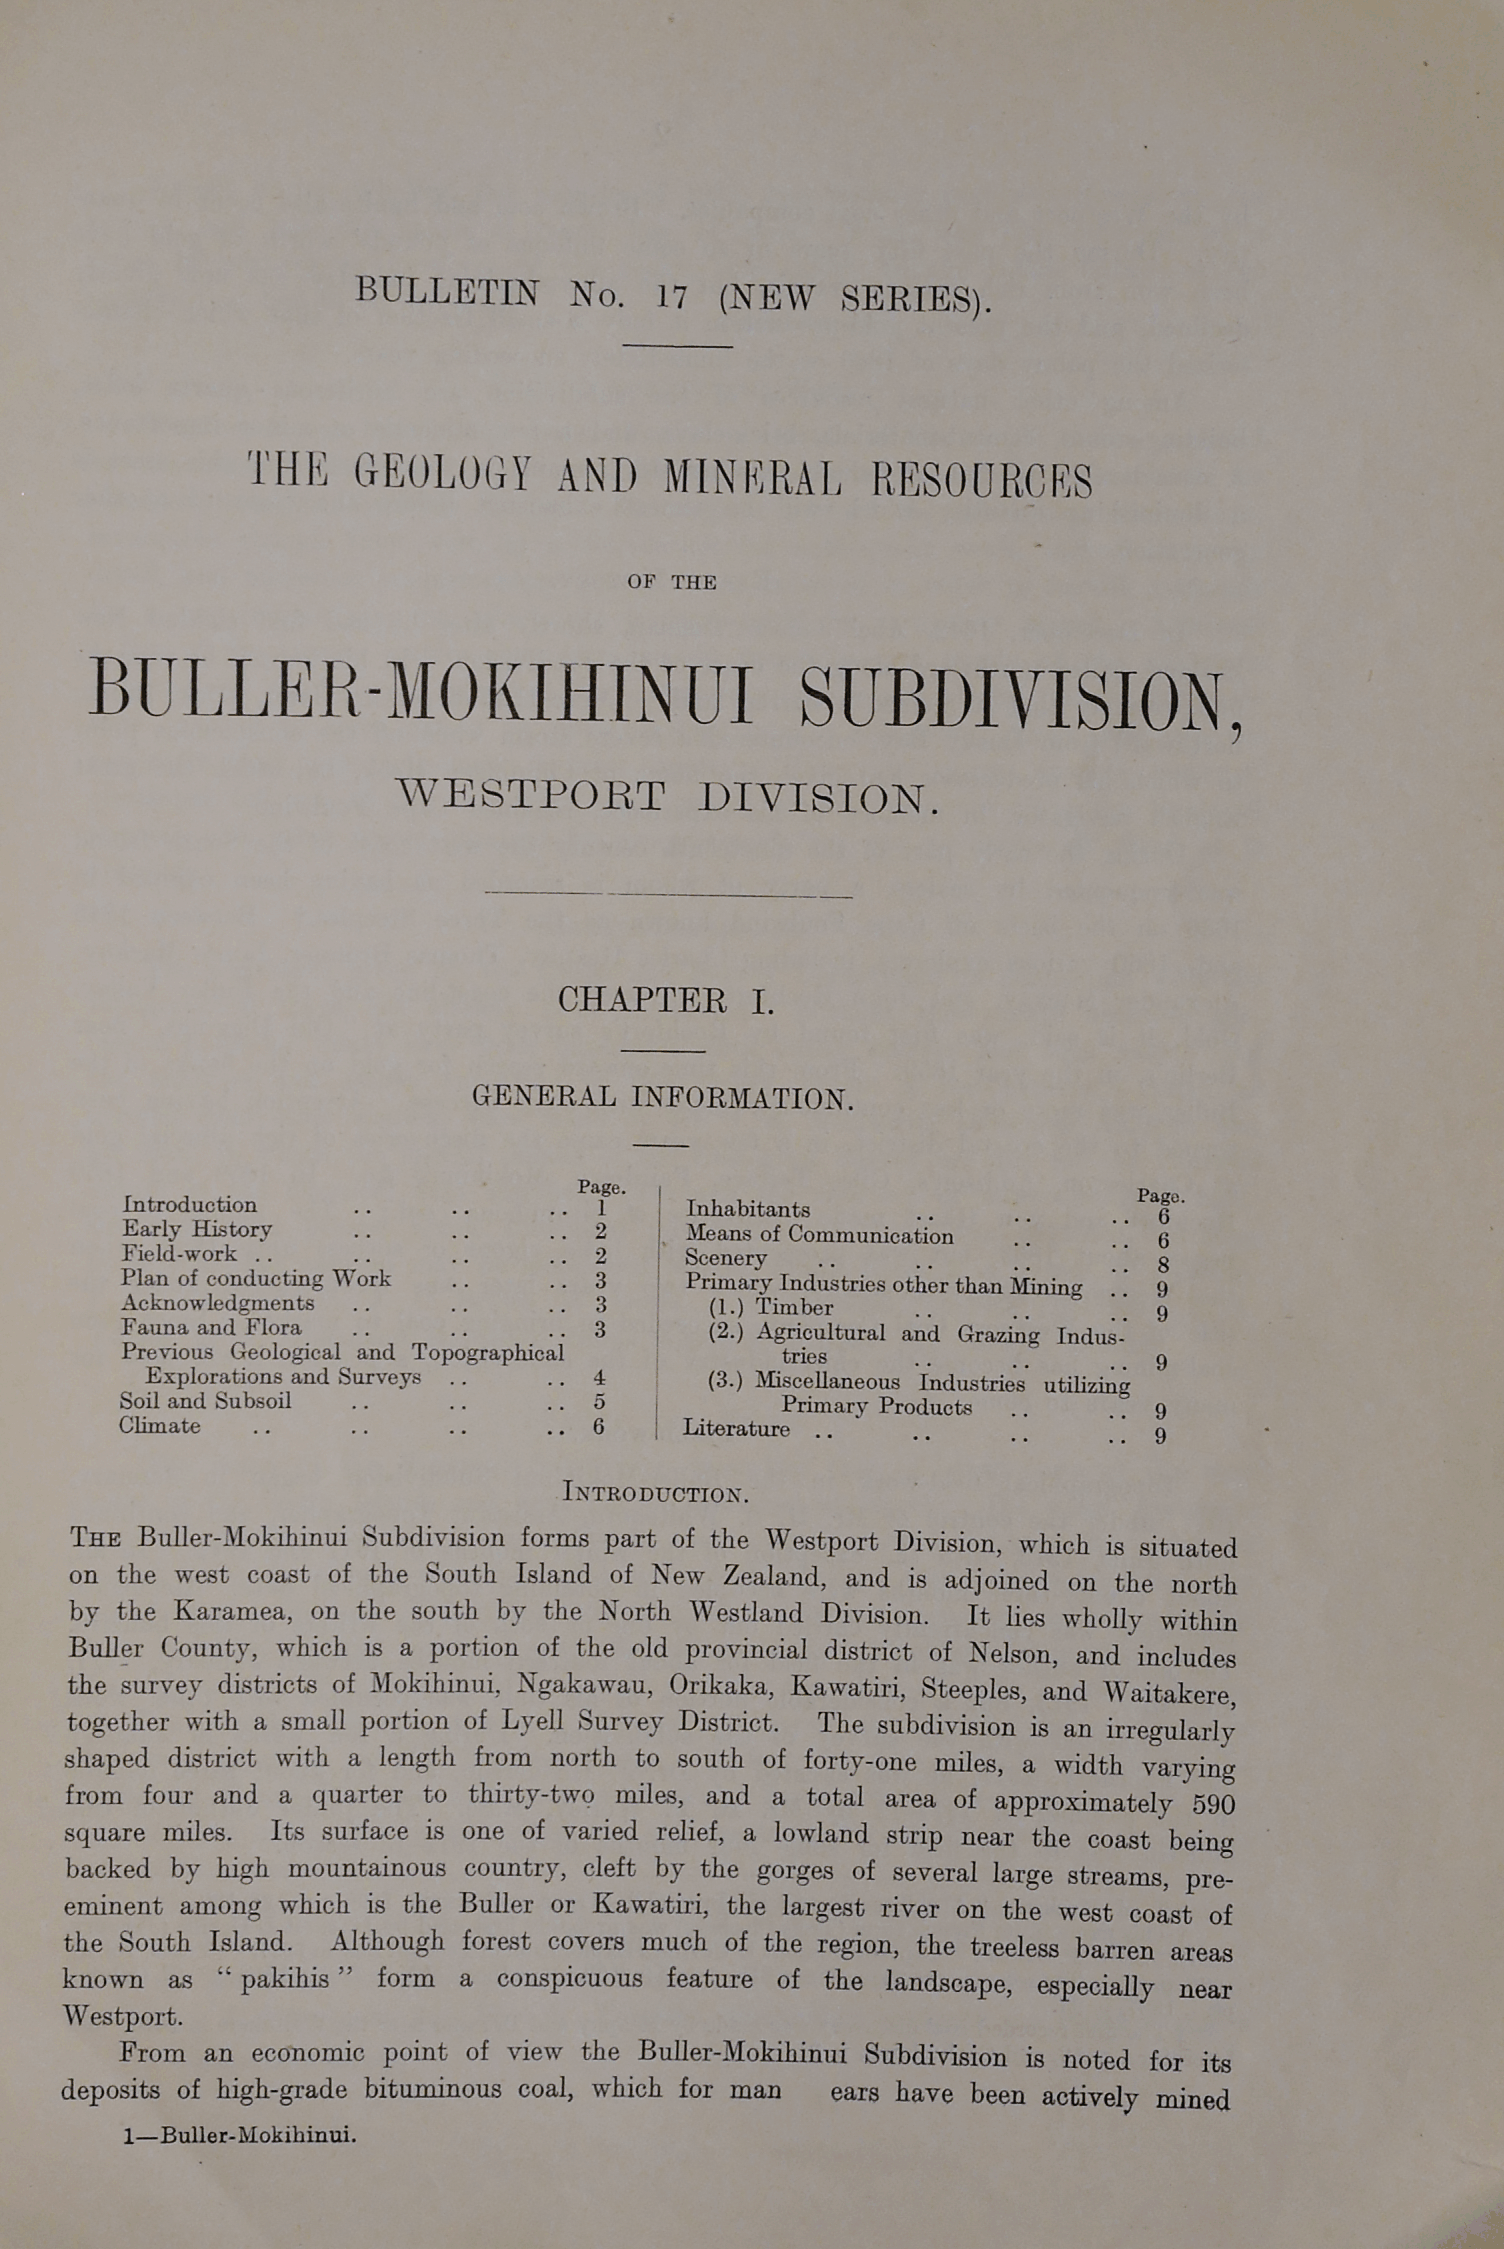 BULLETIN No. 17 (NEW SERIES).
THE GEOLOGY AND MINERAL RESOURCES
OF THE
BULLER-MOKIHINUI SUBDIVISION,
WESTPORT DIVISION.
CHAPTER I.
GENERAL INFORMATION.
Page.
Introduction .. .. .. 1
Early History .. .. .. 2
Field-work .. .. .. .. 2
Plan of conducting Work .. .. 3
Acknowledgments .. .. .. 3
Fauna and Flora .. .. .. 3
Previous Geological and Topographical
Explorations and Surveys .. .. 4
Soil and Subsoil .. .. .. 5
Climate .. .. .. .. 6
Page.
Inhabitants .. .. .. 6
Means of Communication .. .. 6
Scenery .. .. .. .. 8
Primary Industries other than Mining .. 9
(1.) Timber .. .. .. 9
(2.) Agricultural and Grazing Indus-
tries .. .. .. 9
(3.) Miscellaneous Industries utilizing
Primary Products .. .. 9
Literature .. .. .. .. 9
INTRODUCTION.
THE Buller-Mokihinui Subdivision forms part of the Westport Division, which is situated
on the west coast of the South Island of New Zealand, and is adjoined on the north
by the Karamea, on the south by the North Westland Division. It lies wholly within
Buller County, which is a portion of the old provincial district of Nelson, and includes
the survey districts of Mokihinui, Ngakawau, Orikaka, Kawatiri, Steeples, and Waitakere,
together with a small portion of Lyell Survey District. The subdivision is an irregularly
shaped district with a length from north to south of forty-one miles, a width varying
from four and a quarter to thirty-two miles, and a total area of approximately 590
square miles. Its surface is one of varied relief, a lowland strip near the coast being
backed by high mountainous country, cleft by the gorges of several large streams, pre-
eminent among which is the Buller or Kawatiri, the largest river on the west coast of
the South Island. Although forest covers much of the region, the treeless barren areas
known as “ pakihis ” form a conspicuous feature of the landscape, especially near
Westport.
From an economic point of view the Buller-Mokihinui Subdivision is noted for its
deposits of high-grade bituminous coal, which for man ears have been actively mined
1—Buller-Mokihinui.